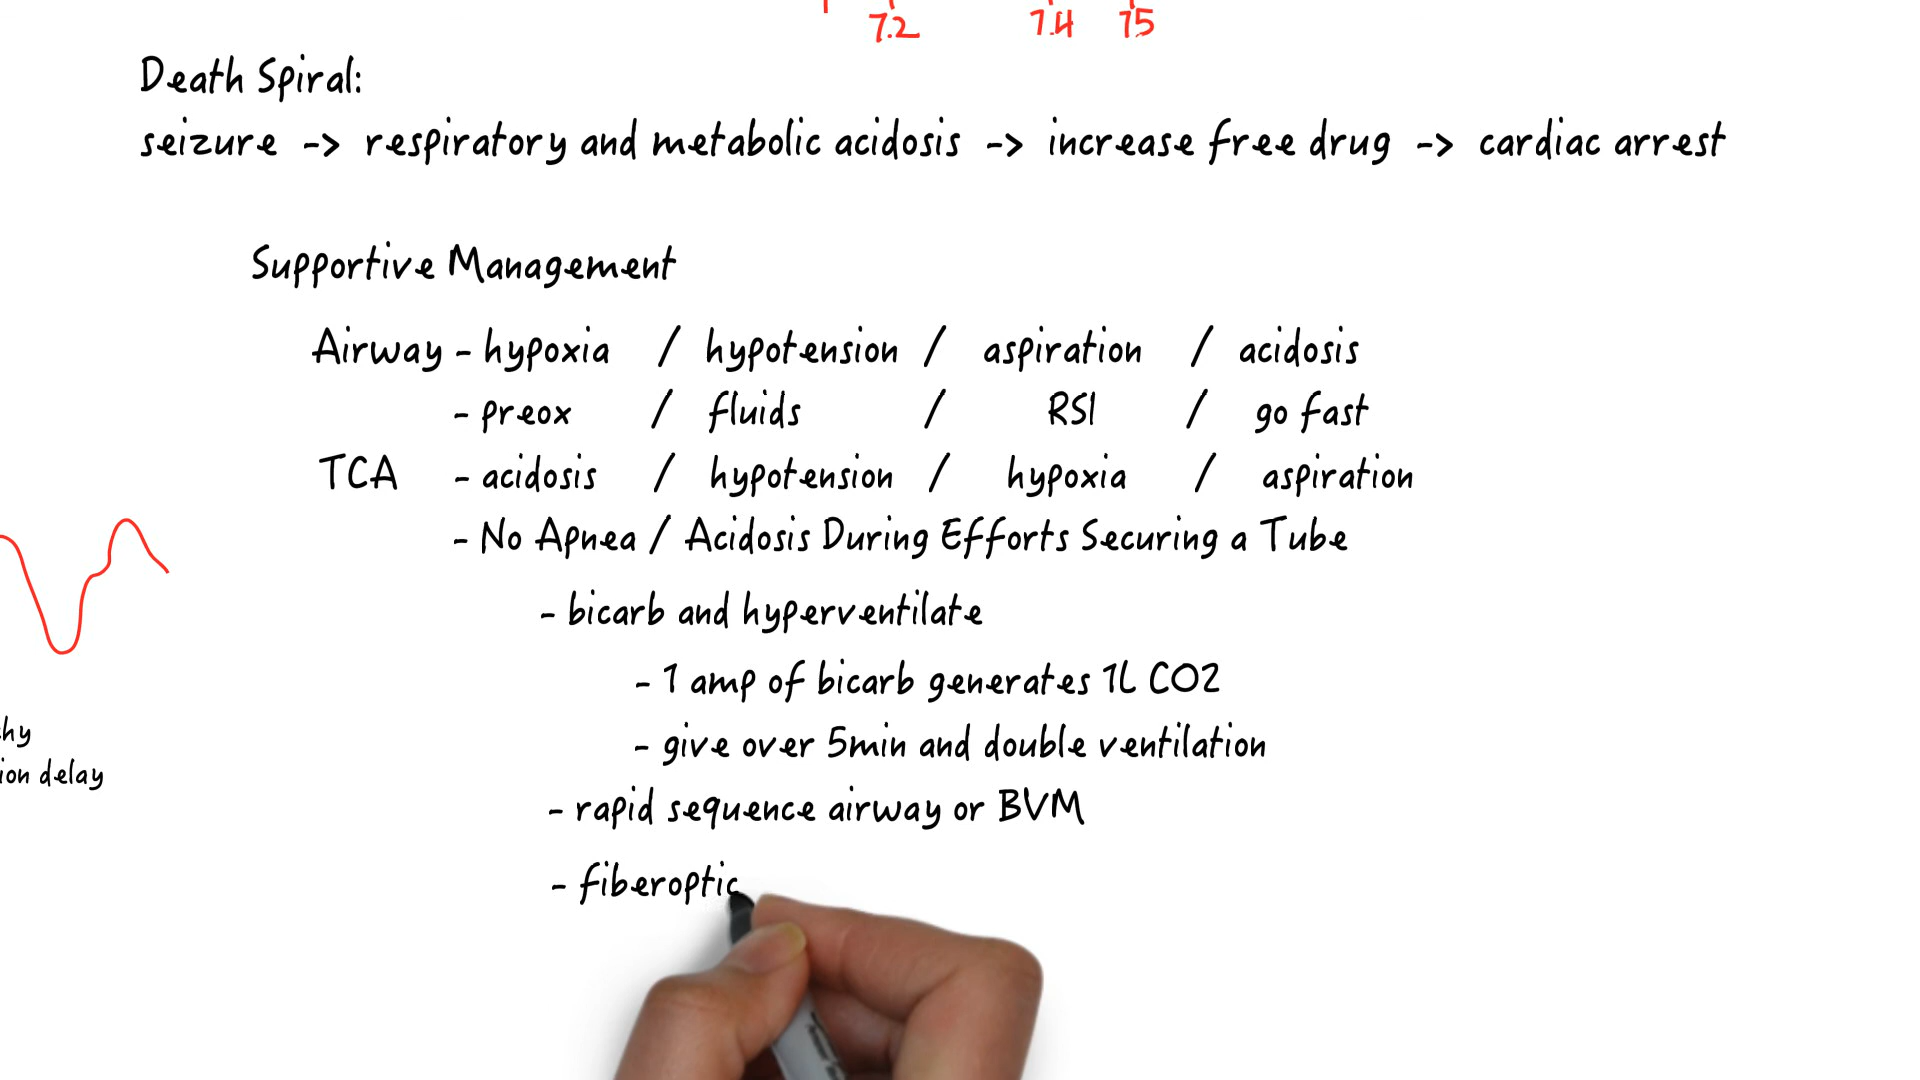 7.2 7.4 7.5
Death Spiral:
seizure -> respiratory and metabolic acidosis -> increase free drug -> cardiac arrest
Supportive Management
Airway - hypoxia / hypotension / aspiration / acidosis
- preox / fluids / RSI / go fast
TCA - acidosis / hypotension / hypoxia / aspiration
- No Apnea / Acidosis During Efforts Securing a Tube
- bicarb and hyperventilate
- 1 amp of bicarb generates 1L CO2
hy
- give over 5min and double ventilation
ion delay
- rapid sequence airway or BVM
- fiberoptic